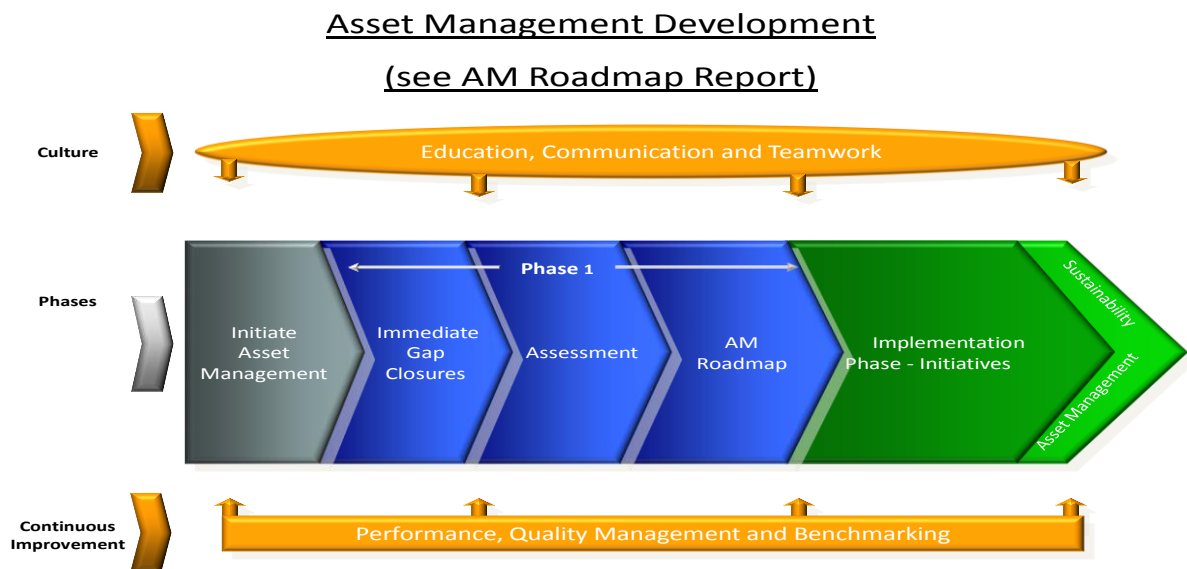 Asset Management Development
(see AM Roadmap Report)
Culture
Education, Communication and Teamwork
Phases
Phase 1
Initiate
Asset
Management
Immediate
Gap
Closures
Assessment
AM
Roadmap
Implementation
Phase - Initiatives
Sustainability
Asset Management
Continuous
Improvement
Performance, Quality Management and Benchmarking